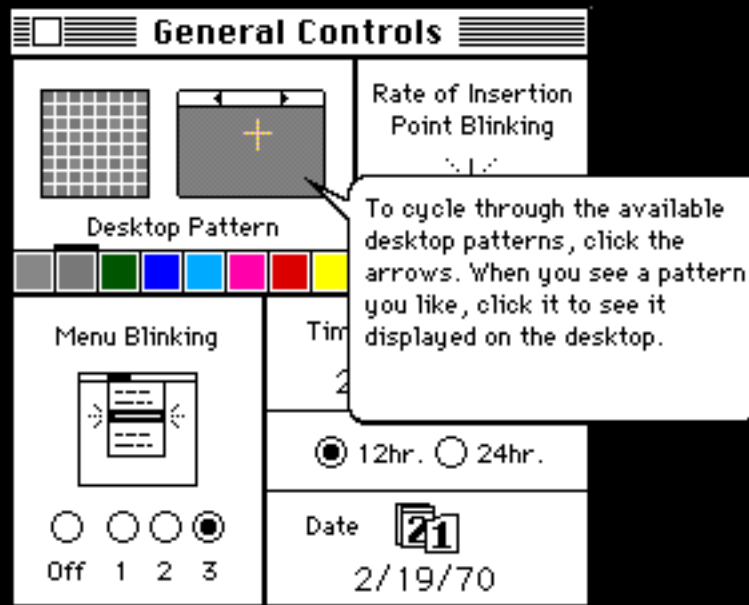 General Controls
Rate of Insertion
Point Blinking
Desktop Pattern
To cycle through the available
desktop patterns, click the
arrows. When you see a pattern
you like, click it to see it
displayed on the desktop.
Menu Blinking
Off 1 2 3
12hr. 24hr.
Date
21
2/19/70